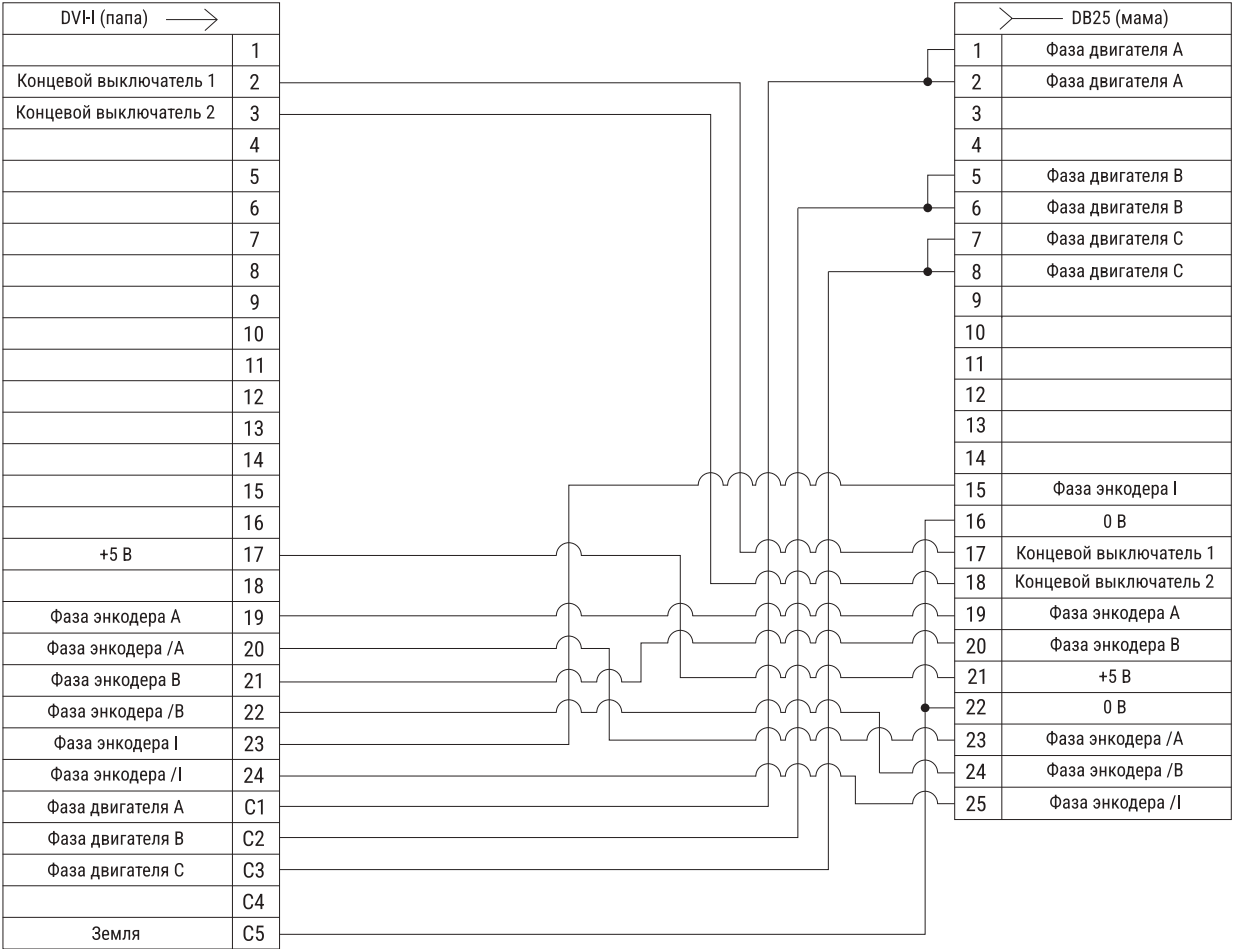 DVI-I (папа)
1
Концевой выключатель 1 2
Концевой выключатель 2 3
4
5
6
7
8
9
10
11
12
13
14
15
16
+5 В 17
18
Фаза энкодера A 19
Фаза энкодера /A 20
Фаза энкодера B 21
Фаза энкодера /B 22
Фаза энкодера I 23
Фаза энкодера /I 24
Фаза двигателя A C1
Фаза двигателя B C2
Фаза двигателя C C3
C4
Земля C5
DB25 (мама)
1 Фаза двигателя A
2 Фаза двигателя A
3
4
5 Фаза двигателя B
6 Фаза двигателя B
7 Фаза двигателя C
8 Фаза двигателя C
9
10
11
12
13
14
15 Фаза энкодера I
16 0 В
17 Концевой выключатель 1
18 Концевой выключатель 2
19 Фаза энкодера A
20 Фаза энкодера B
21 +5 В
22 0 В
23 Фаза энкодера /A
24 Фаза энкодера /B
25 Фаза энкодера /I